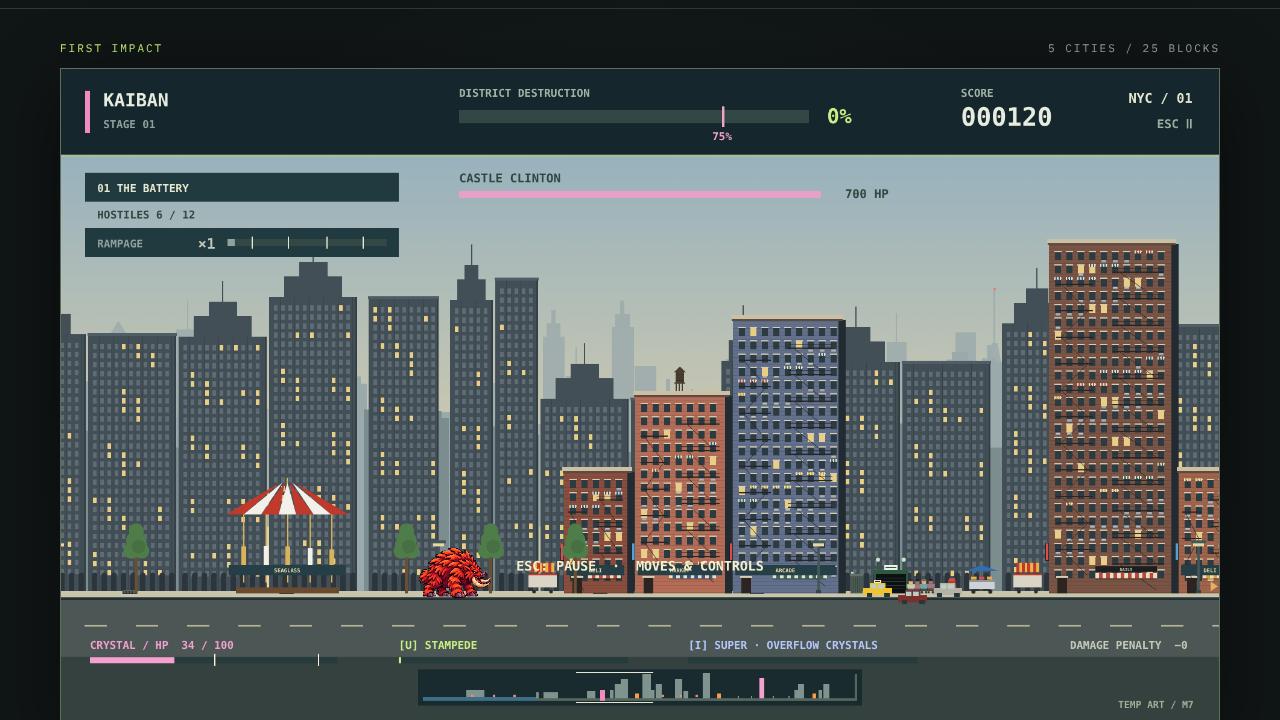 FIRST IMPACT
5 CITIES / 25 BLOCKS
KAIBAN
STAGE 01
DISTRICT DESTRUCTION
0%
75%
SCORE
000120
NYC / 01
ESC II
01 THE BATTERY
HOSTILES 6 / 12
RAMPAGE ×1
CASTLE CLINTON
700 HP
SEAGLASS
ARCADE
NAILS
DELI
ESC PAUSE
MOVES & CONTROLS
CRYSTAL / HP 34 / 100
[U] STAMPEDE
[I] SUPER · OVERFLOW CRYSTALS
DAMAGE PENALTY −0
TEMP ART / M7